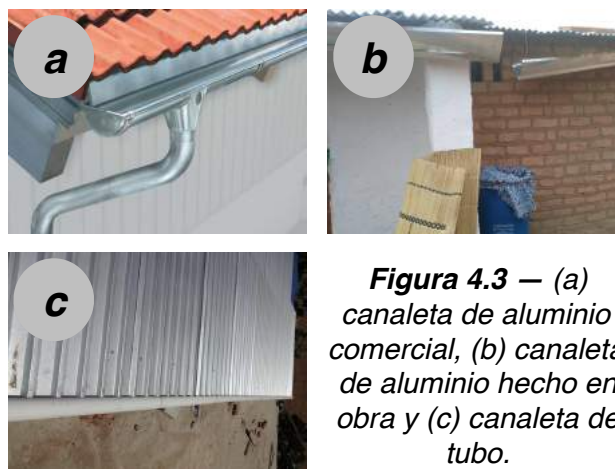 a
b
c
Figura 4.3 — (a)
canaleta de aluminio
comercial, (b) canaleta
de aluminio hecho en
obra y (c) canaleta de
tubo.